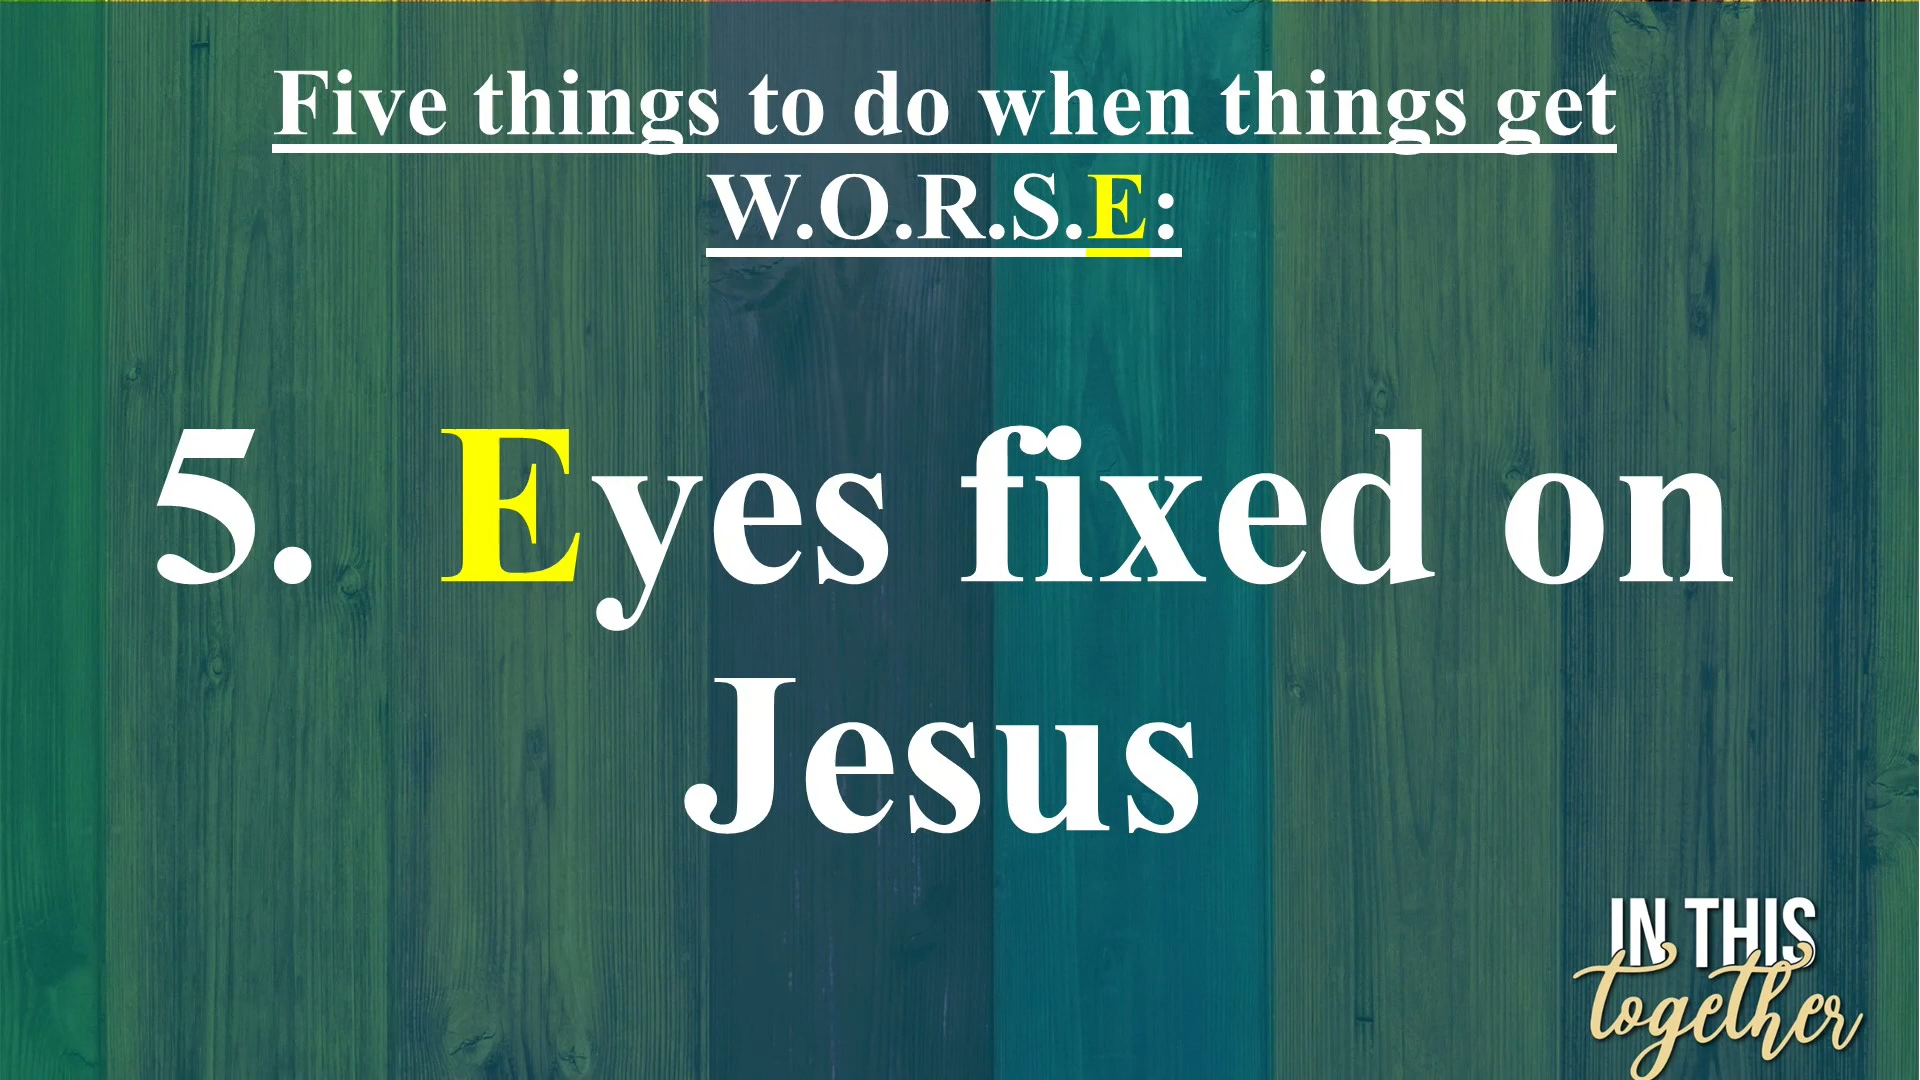 Five things to do when things get
W.O.R.S.E:
5. Eyes fixed on
Jesus
IN THIS
together